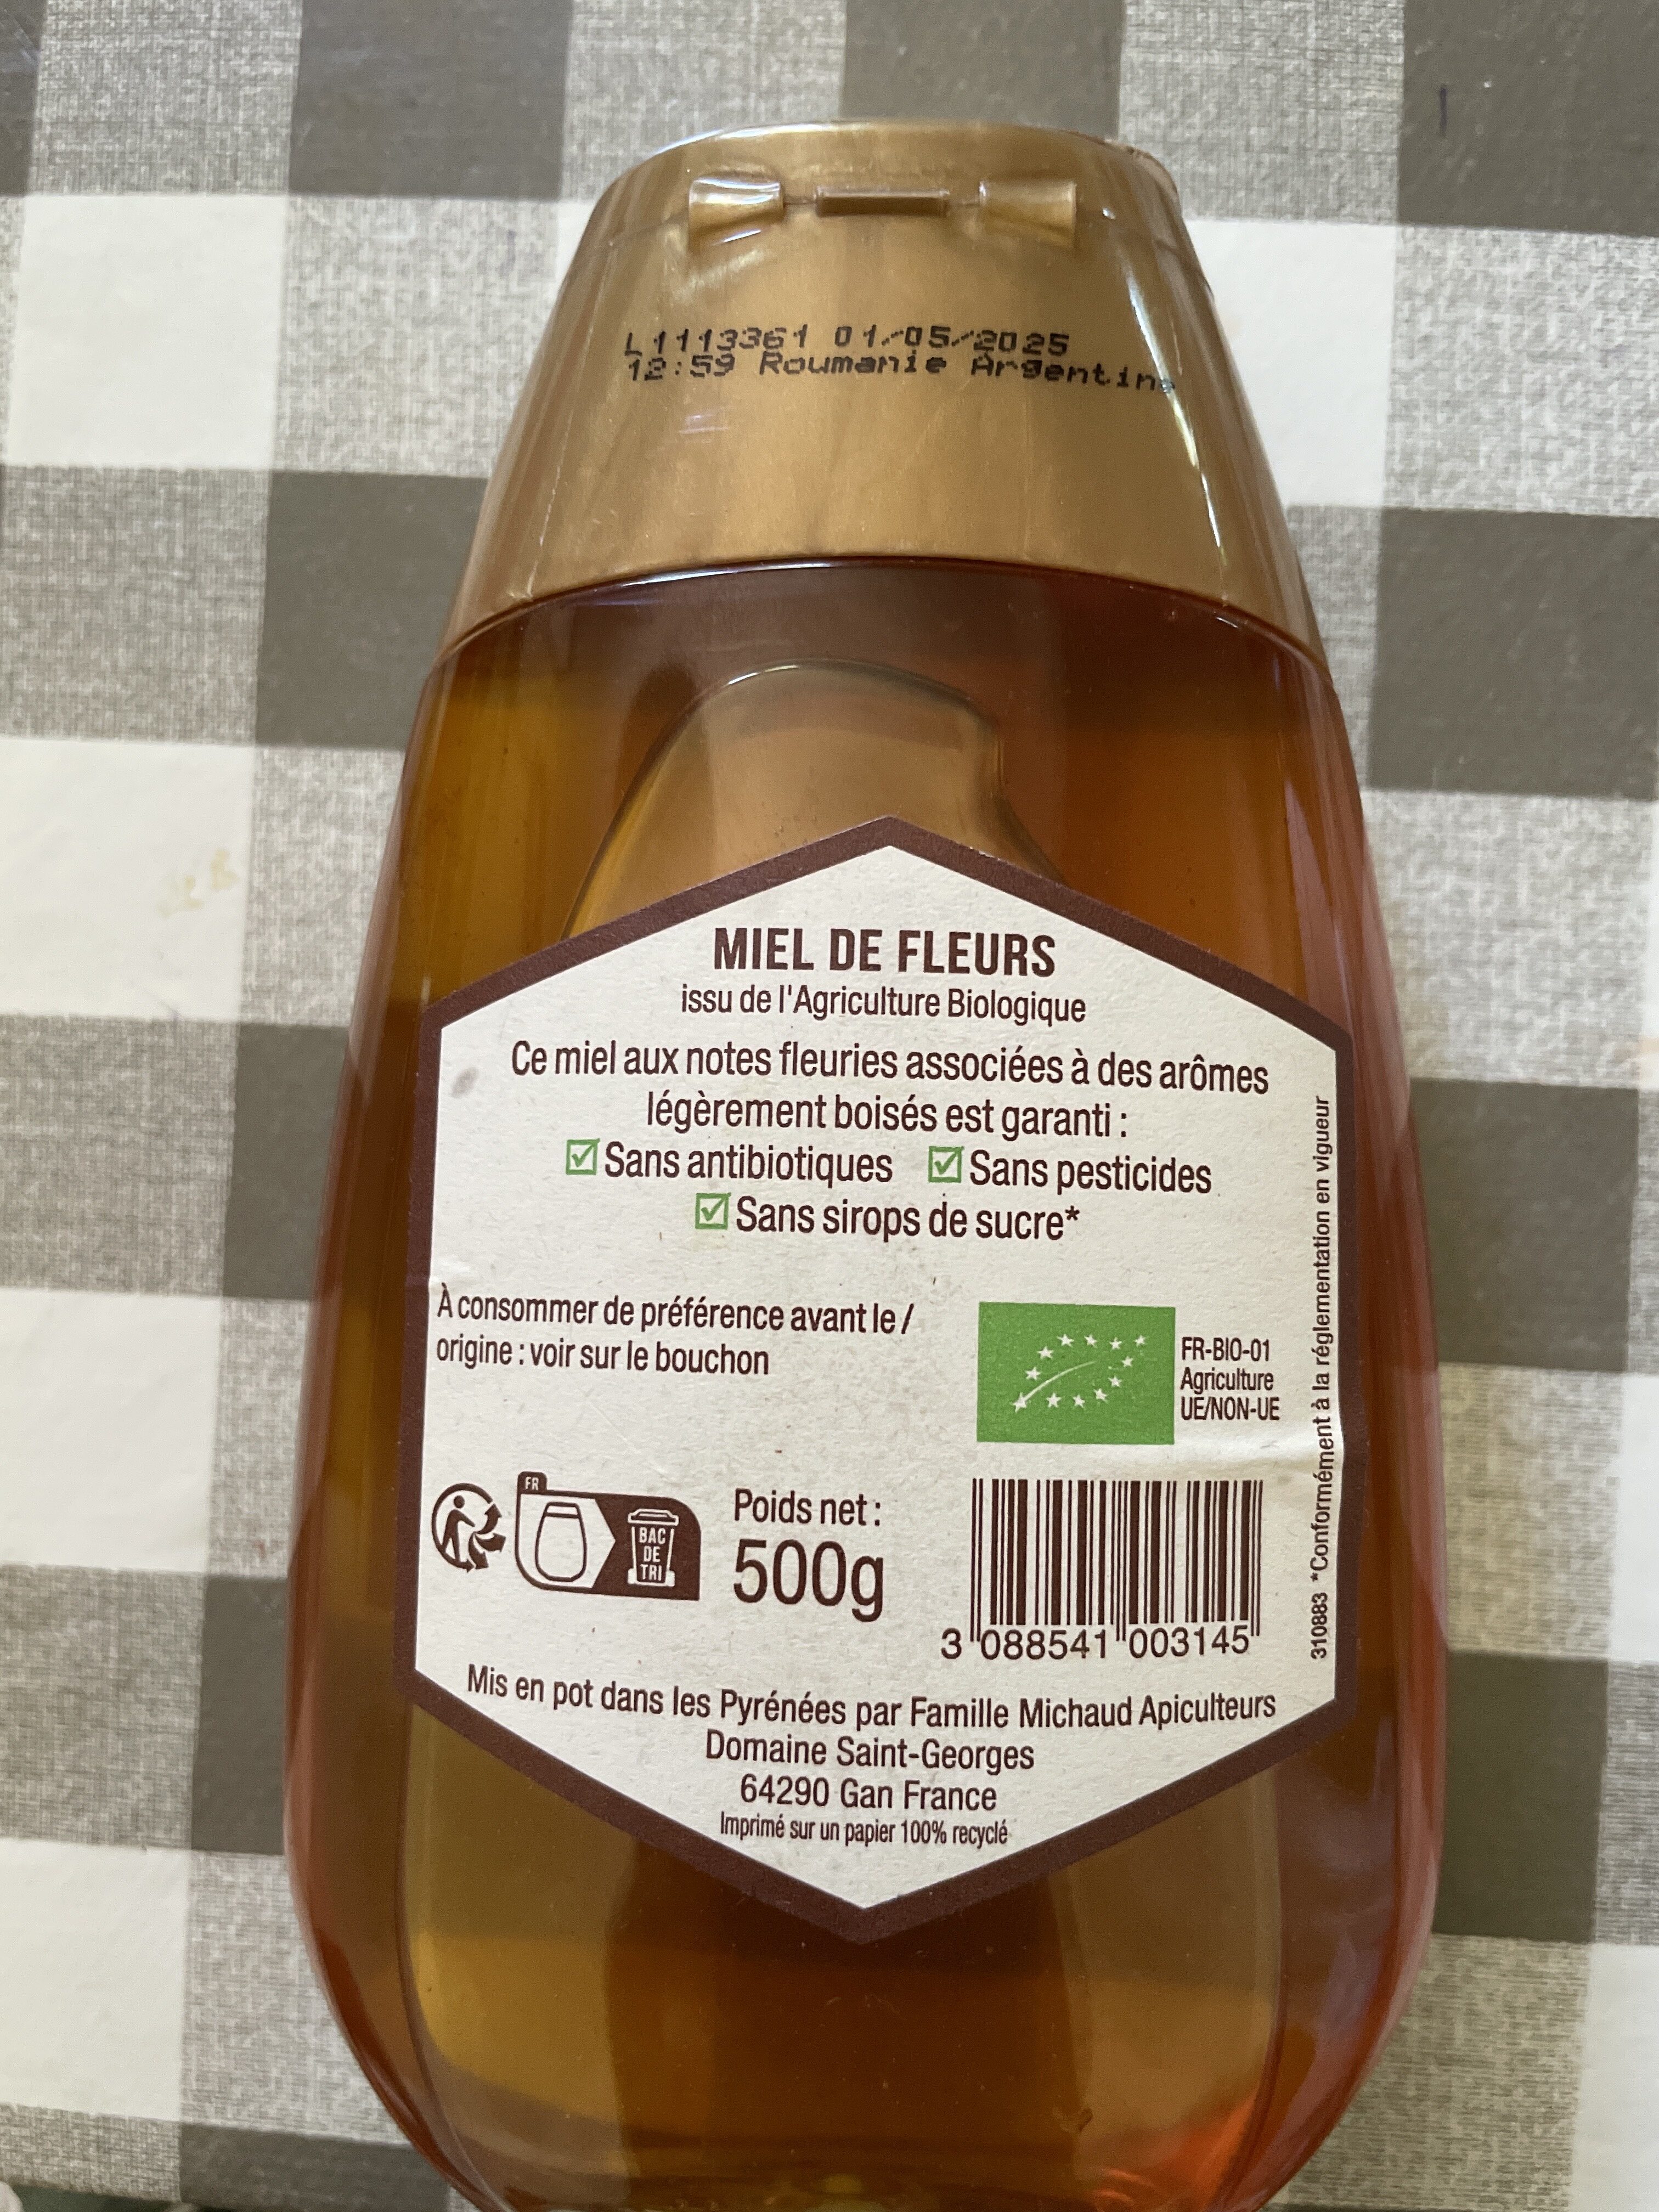 L1113361 01/05/2025
12:59 Roumanie Argentine
MIEL DE FLEURS
issu de l'Agriculture Biologique
Ce miel aux notes fleuries associées à des arômes
légèrement boisés est garanti :
Sans antibiotiques Sans pesticides
Sans sirops de sucre*
À consommer de préférence avant le /
origine : voir sur le bouchon
FR-BIO-01
Agriculture
UE/NON-UE
FR
BAC
DE
TRI
Poids net :
500g
3 088541 003145
310883 *Conformément à la réglementation en vigueur
Mis en pot dans les Pyrénées par Famille Michaud Apiculteurs
Domaine Saint-Georges
64290 Gan France
Imprimé sur un papier 100% recyclé